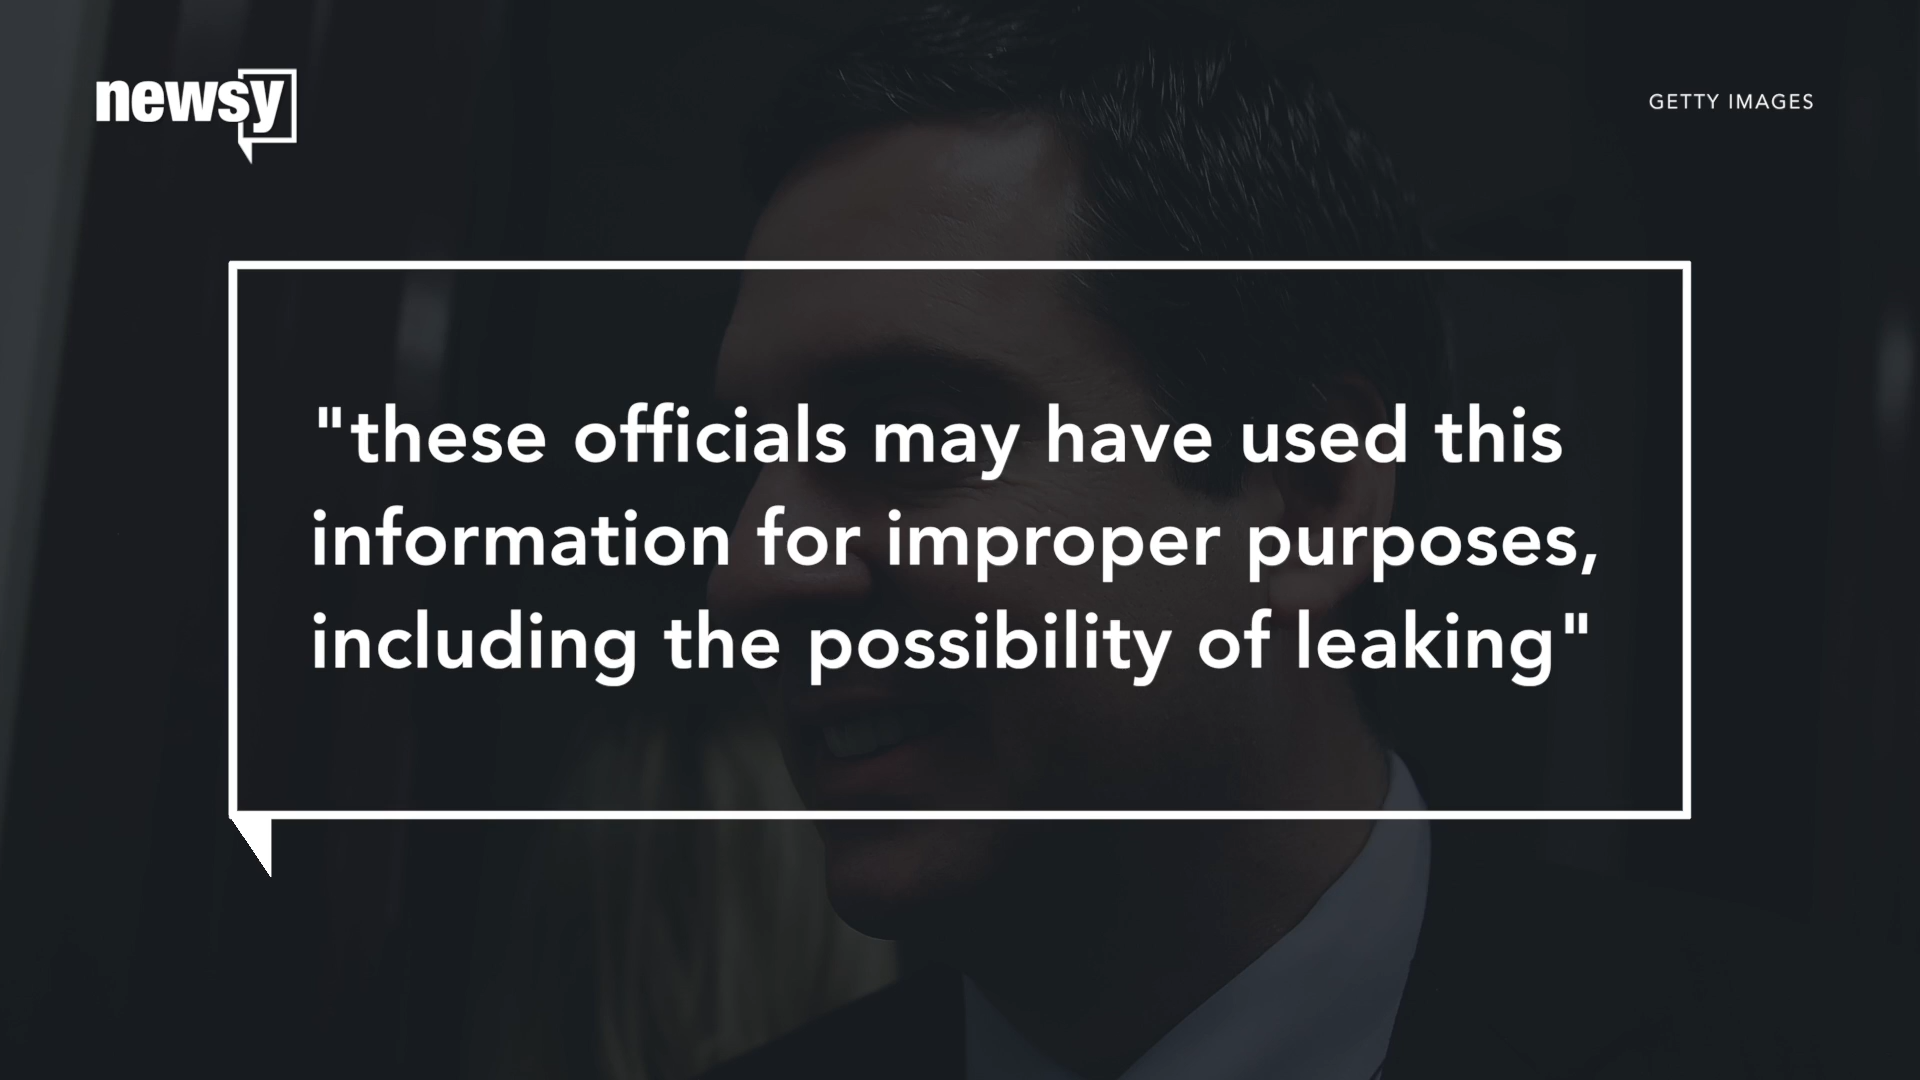 newsy
GETTY IMAGES
"these officials may have used this
information for improper purposes,
including the possibility of leaking"